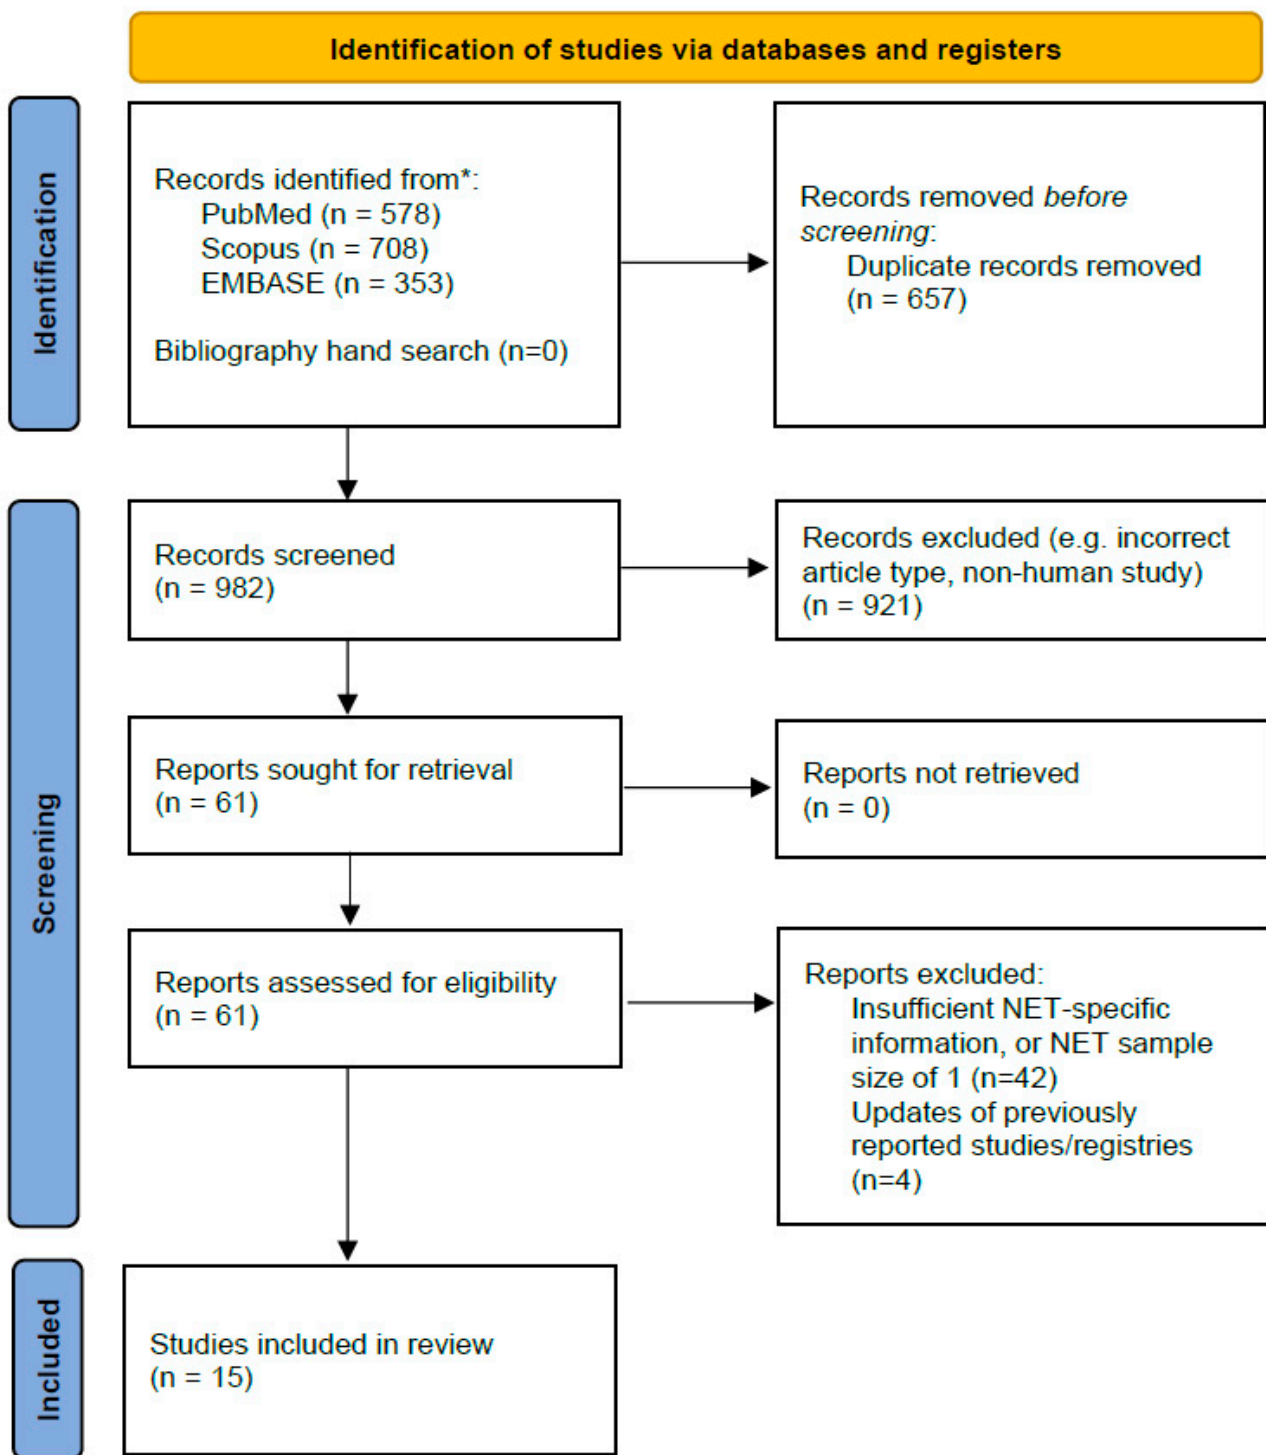 Identification of studies via databases and registers
Identification
Records identified from*:
PubMed (n = 578)
Scopus (n = 708)
EMBASE (n = 353)
Bibliography hand search (n=0)
Records removed before
screening:
Duplicate records removed
(n = 657)
Screening
Records screened
(n = 982)
Records excluded (e.g. incorrect
article type, non-human study)
(n = 921)
Reports sought for retrieval
(n = 61)
Reports not retrieved
(n = 0)
Reports assessed for eligibility
(n = 61)
Reports excluded:
Insufficient NET-specific
information, or NET sample
size of 1 (n=42)
Updates of previously
reported studies/registries
(n=4)
Included
Studies included in review
(n = 15)